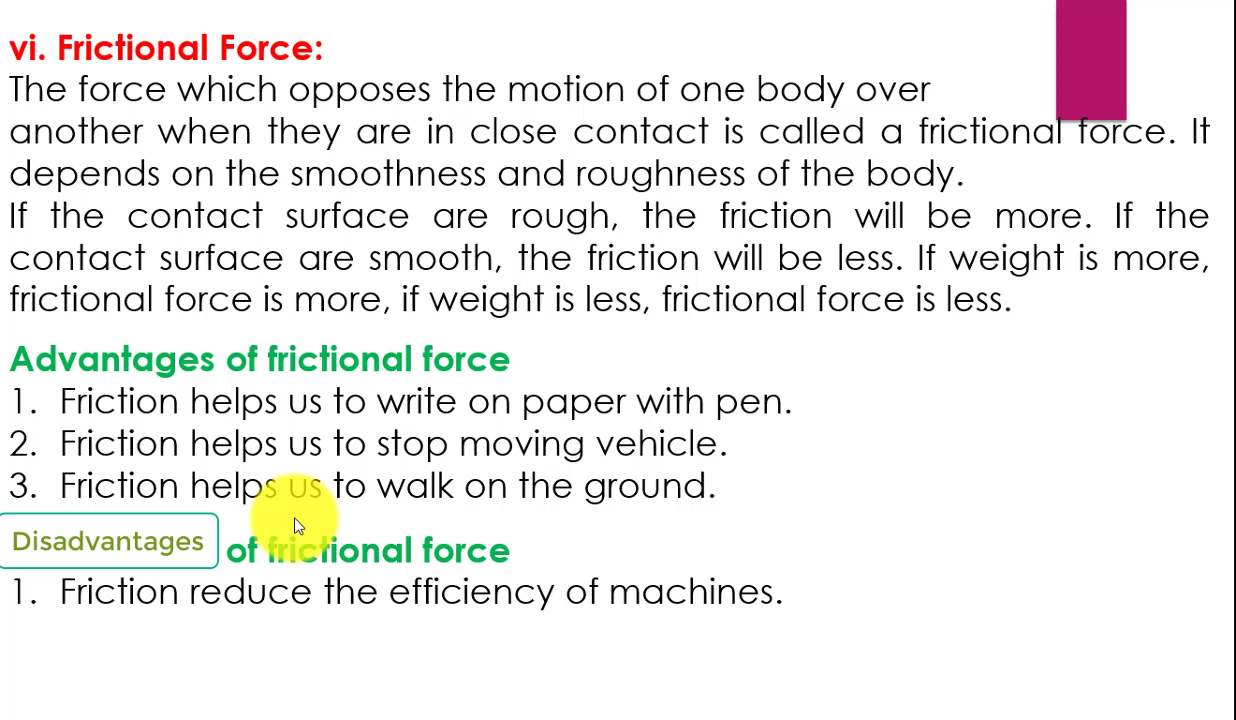 vi. Frictional Force:
The force which opposes the motion of one body over
another when they are in close contact is called a frictional force. It
depends on the smoothness and roughness of the body.
If the contact surface are rough, the friction will be more. If the
contact surface are smooth, the friction will be less. If weight is more,
frictional force is more, if weight is less, frictional force is less.
Advantages of frictional force
1. Friction helps us to write on paper with pen.
2. Friction helps us to stop moving vehicle.
3. Friction helps us to walk on the ground.
Disadvantages of frictional force
1. Friction reduce the efficiency of machines.